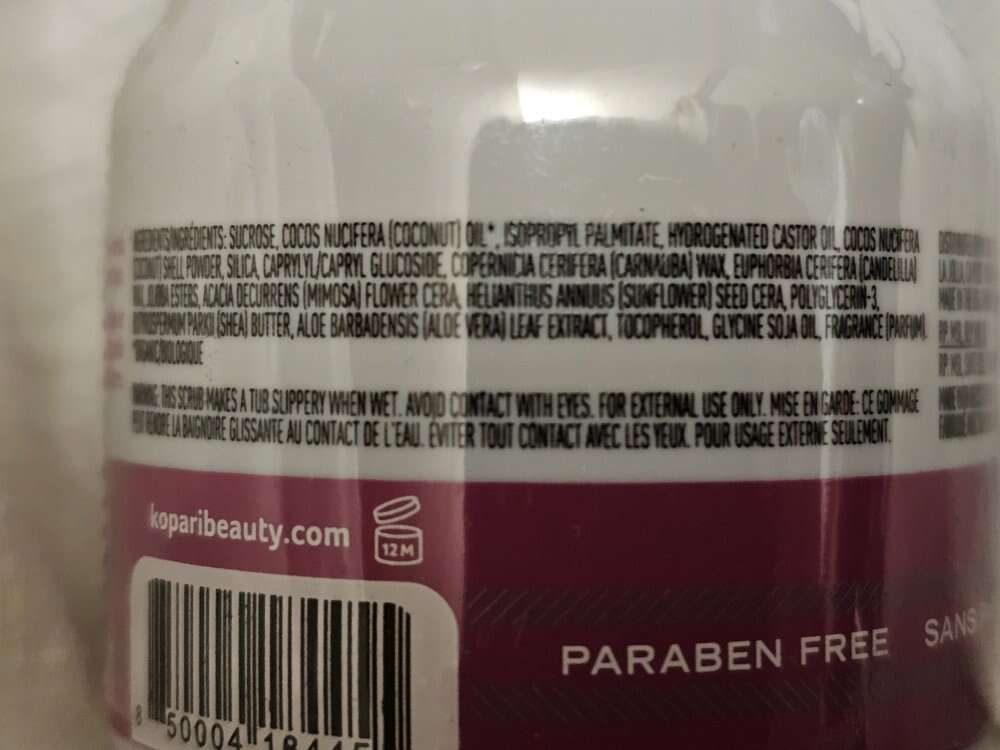 INGREDIENTS/INGRÉDIENTS: SUCROSE, COCOS NUCIFERA (COCONUT) OIL*, ISOPROPYL PALMITATE, HYDROGENATED CASTOR OIL, COCOS NUCIFERA
(COCONUT) SHELL POWDER, SILICA, CAPRYLYL/CAPRYL GLUCOSIDE, COPERNICIA CERIFERA (CARNAUBA) WAX, EUPHORBIA CERIFERA (CANDELILLA)
WAX, JOJOBA ESTERS, ACACIA DECURRENS (MIMOSA) FLOWER CERA, HELIANTHUS ANNUUS (SUNFLOWER) SEED CERA, POLYGLYCERIN-3,
BUTYROSPERMUM PARKII (SHEA) BUTTER, ALOE BARBADENSIS (ALOE VERA) LEAF EXTRACT, TOCOPHEROL, GLYCINE SOJA OIL, FRAGRANCE (PARFUM).
*ORGANIC/BIOLOGIQUE
WARNING: THIS SCRUB MAKES A TUB SLIPPERY WHEN WET. AVOID CONTACT WITH EYES. FOR EXTERNAL USE ONLY. MISE EN GARDE: CE GOMMAGE
PEUT RENDRE LA BAIGNOIRE GLISSANTE AU CONTACT DE L'EAU. ÉVITER TOUT CONTACT AVEC LES YEUX. POUR USAGE EXTERNE SEULEMENT.
koparibeauty.com
12M
PARABEN FREE SANS
8 50004 18445